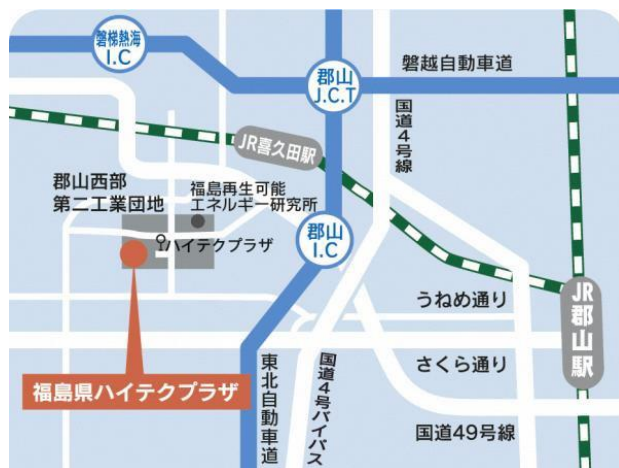 磐梯熱海
I.C
郡山
J.C.T
磐越自動車道
国道4号線
JR喜久田駅
郡山西部
第二工業団地
福島再生可能
エネルギー研究所
ハイテクプラザ
郡山
I.C
うねめ通り
JR郡山駅
さくら通り
福島県ハイテクプラザ
東北自動車道
国道4号バイパス
国道49号線